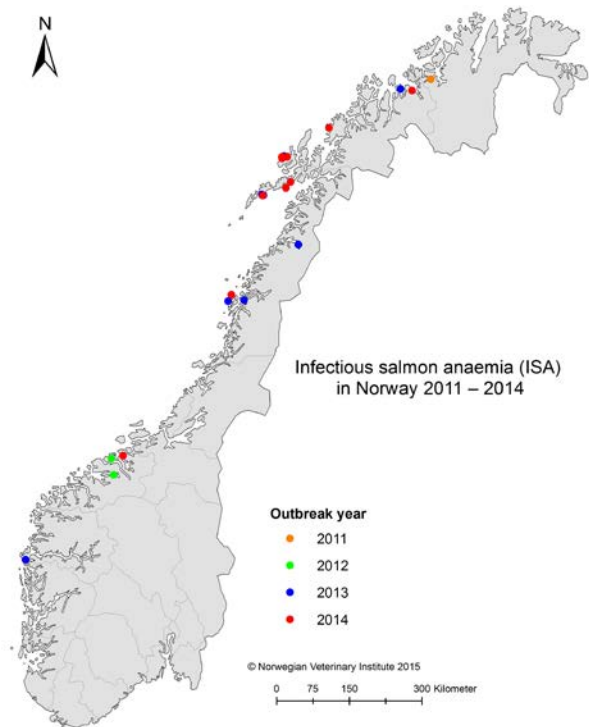 N
Infectious salmon anaemia (ISA)
in Norway 2011 – 2014
Outbreak year
2011
2012
2013
2014
© Norwegian Veterinary Institute 2015
0 75 150 300 Kilometer